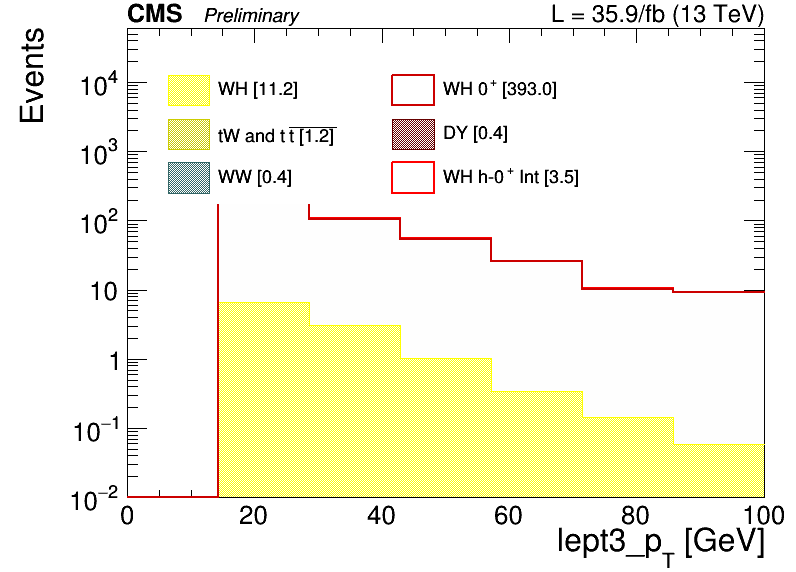 CMS Preliminary L = 35.9/fb (13 TeV)
Events
WH [11.2]
WH 0⁺ [393.0]
tW and t t̅ [1.2]
DY [0.4]
WW [0.4]
WH h-0⁺ Int [3.5]
10⁴
10³
10²
10
1
10⁻¹
10⁻²
0 20 40 60 80 100
lept3_p_T [GeV]